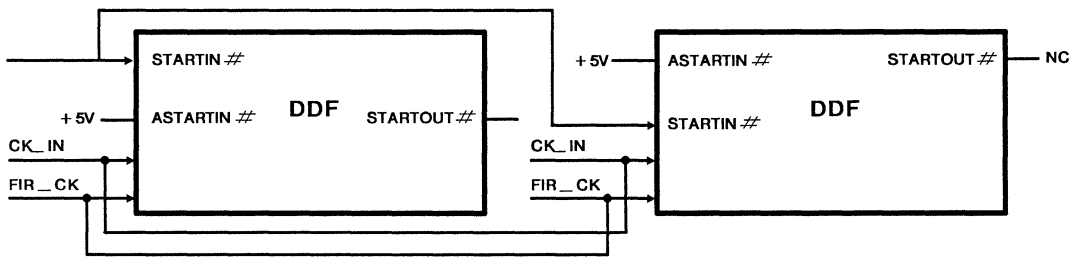 STARTIN#
DDF
+5V
ASTARTIN#
STARTOUT#
CK_IN
FIR_CK
+5V
ASTARTIN#
STARTOUT#
NC
DDF
STARTIN#
CK_IN
FIR_CK